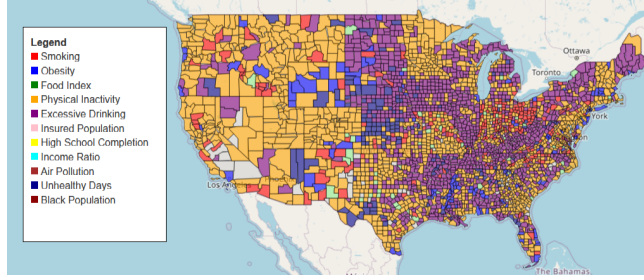 Legend
Smoking
Obesity
Food Index
Physical Inactivity
Excessive Drinking
Insured Population
High School Completion
Income Ratio
Air Pollution
Unhealthy Days
Black Population
Ottawa
Toronto
York
Los An
The Bahamas,